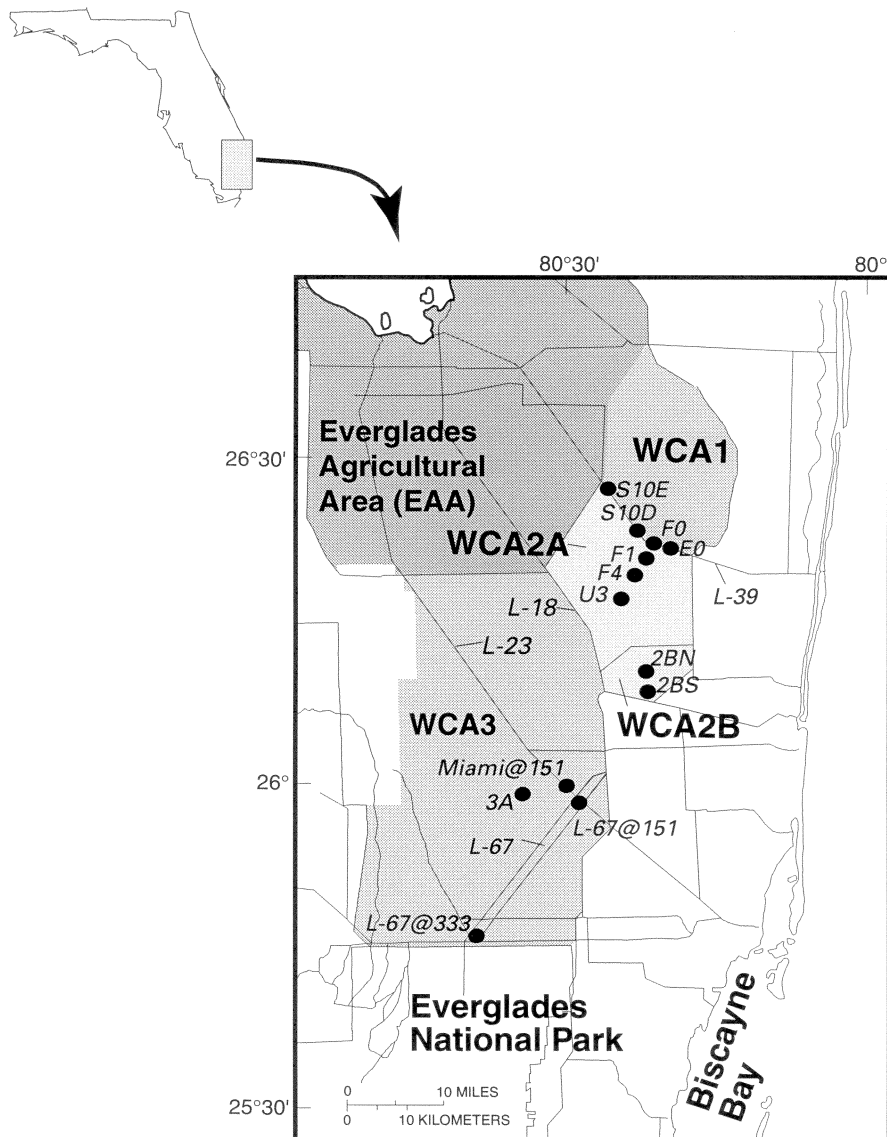 80°30'
80°
Everglades
Agricultural
Area (EAA)
26°30'
WCA1
S10E
S10D
F0
WCA2A
E0
F1
F4
U3
L-39
L-18
L-23
2BN
2BS
WCA3
WCA2B
Miami@151
26°
3A
L-67@151
L-67
L-67@333
Everglades
National Park
Biscayne
Bay
0 10 MILES
0 10 KILOMETERS
25°30'